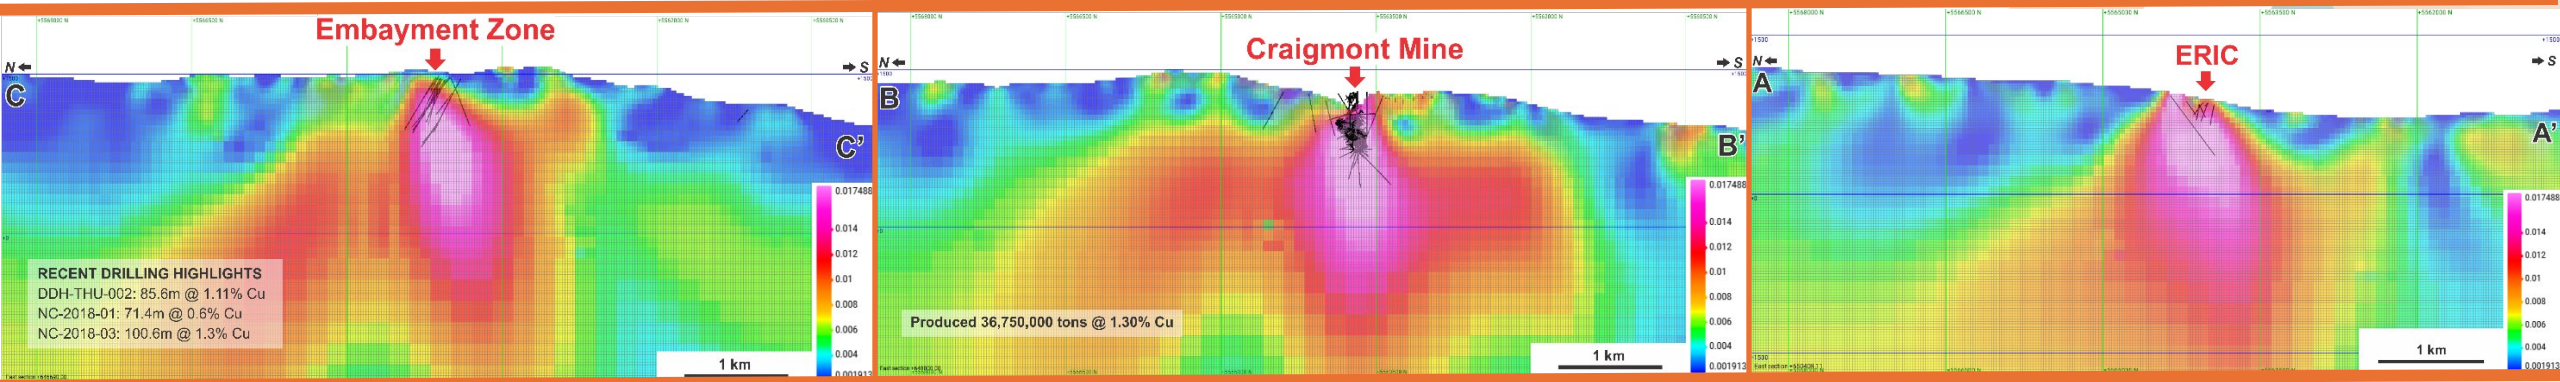 Embayment Zone
N
S
C
C'
RECENT DRILLING HIGHLIGHTS
DDH-THU-002: 85.6m @ 1.11% Cu
NC-2018-01: 71.4m @ 0.6% Cu
NC-2018-03: 100.6m @ 1.3% Cu
0.017488
0.014
0.012
0.01
0.008
0.006
0.004
0.001913
1 km
Craigmont Mine
N
S
B
B'
Produced 36,750,000 tons @ 1.30% Cu
0.017488
0.014
0.012
0.01
0.008
0.006
0.004
0.001913
1 km
ERIC
N
S
A
A'
+1500
+1500
0.017488
0.014
0.012
0.01
0.008
0.006
0.004
0.001913
1 km